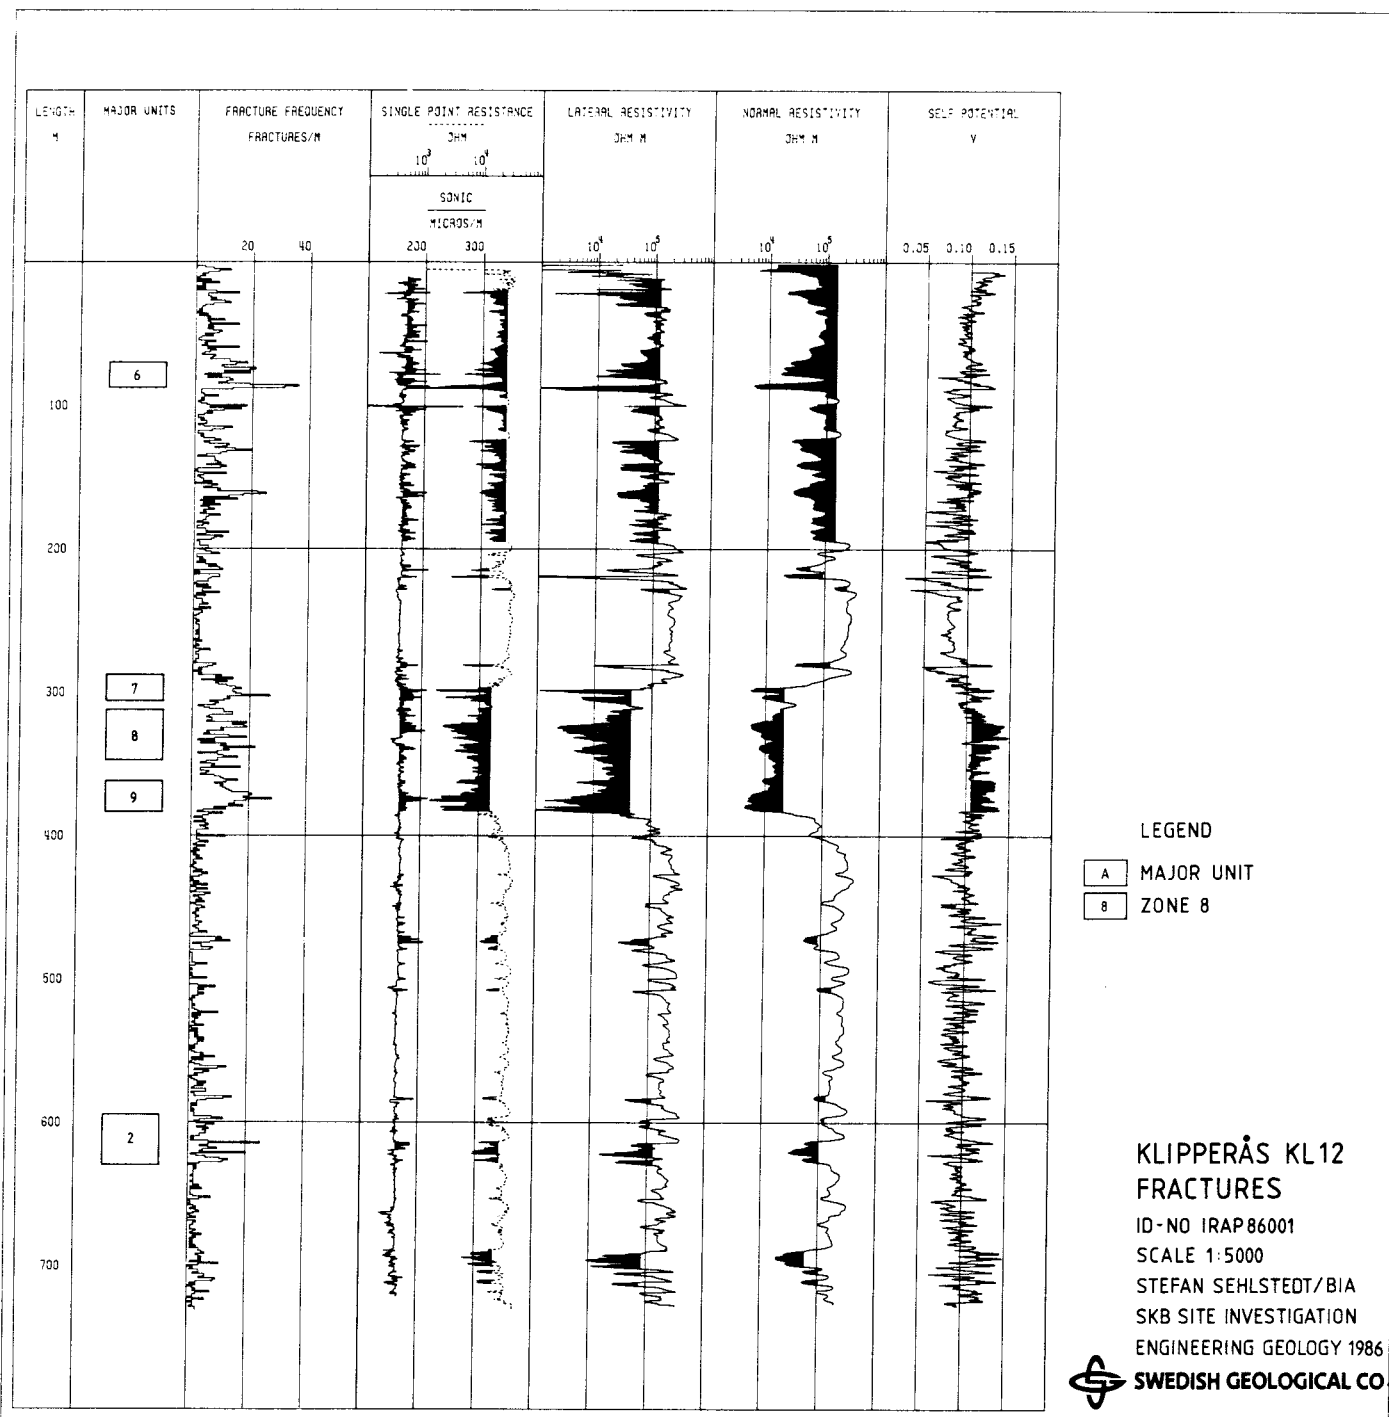 LENGTH
M
MAJOR UNITS
FRACTURE FREQUENCY
FRACTURES/M
20 40
SINGLE POINT RESISTANCE
OHM
10³ 10⁴
SONIC
MICROS/M
200 300
LATERAL RESISTIVITY
OHM M
10⁴ 10⁵
NORMAL RESISTIVITY
OHM M
10⁴ 10⁵
SELF POTENTIAL
V
0.05 0.10 0.15
6
100
200
300
7
8
9
400
500
600
2
700
LEGEND
A MAJOR UNIT
8 ZONE 8
KLIPPERÅS KL12
FRACTURES
ID-NO IRAP86001
SCALE 1:5000
STEFAN SEHLSTEDT/BIA
SKB SITE INVESTIGATION
ENGINEERING GEOLOGY 1986
SWEDISH GEOLOGICAL CO.